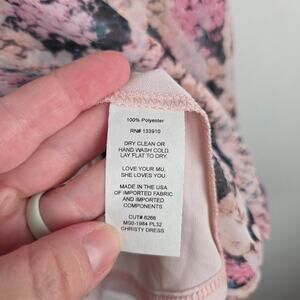 100% Polyester
RN# 133910
DRY CLEAN OR
HAND WASH COLD.
LAY FLAT TO DRY.
LOVE YOUR MU,
SHE LOVES YOU.
MADE IN THE USA
OF IMPORTED FABRIC
AND IMPORTED
COMPONENTS
CUT# 6266
MS0-1984 PL32
CHRISTY DRESS